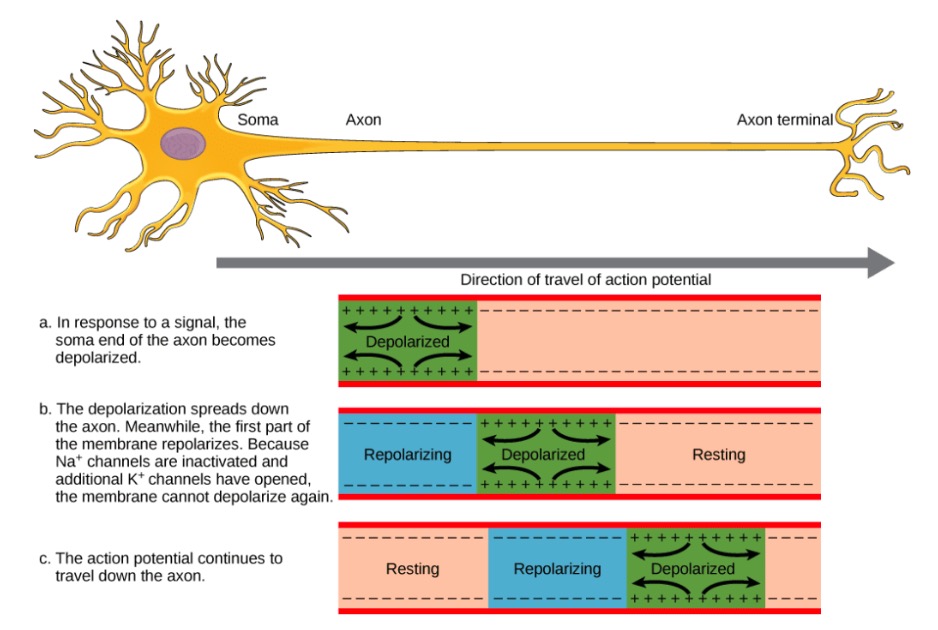 Soma
Axon
Axon terminal
Direction of travel of action potential
a. In response to a signal, the
soma end of the axon becomes
depolarized.
+ + + + + + + + + +
Depolarized
+ + + + + + + + + +
b. The depolarization spreads down
the axon. Meanwhile, the first part of
the membrane repolarizes. Because
Na⁺ channels are inactivated and
additional K⁺ channels have opened,
the membrane cannot depolarize again.
Repolarizing
+ + + + + + + + + +
Depolarized
+ + + + + + + + + +
Resting
c. The action potential continues to
travel down the axon.
Resting
Repolarizing
+ + + + + + + + + +
Depolarized
+ + + + + + + + + +